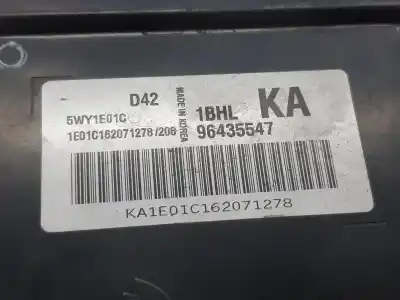 D42
5WY1E01C
1E01C162071278 /208
MADE IN KOREA
1BHL KA
96435547
KA1E01C162071278